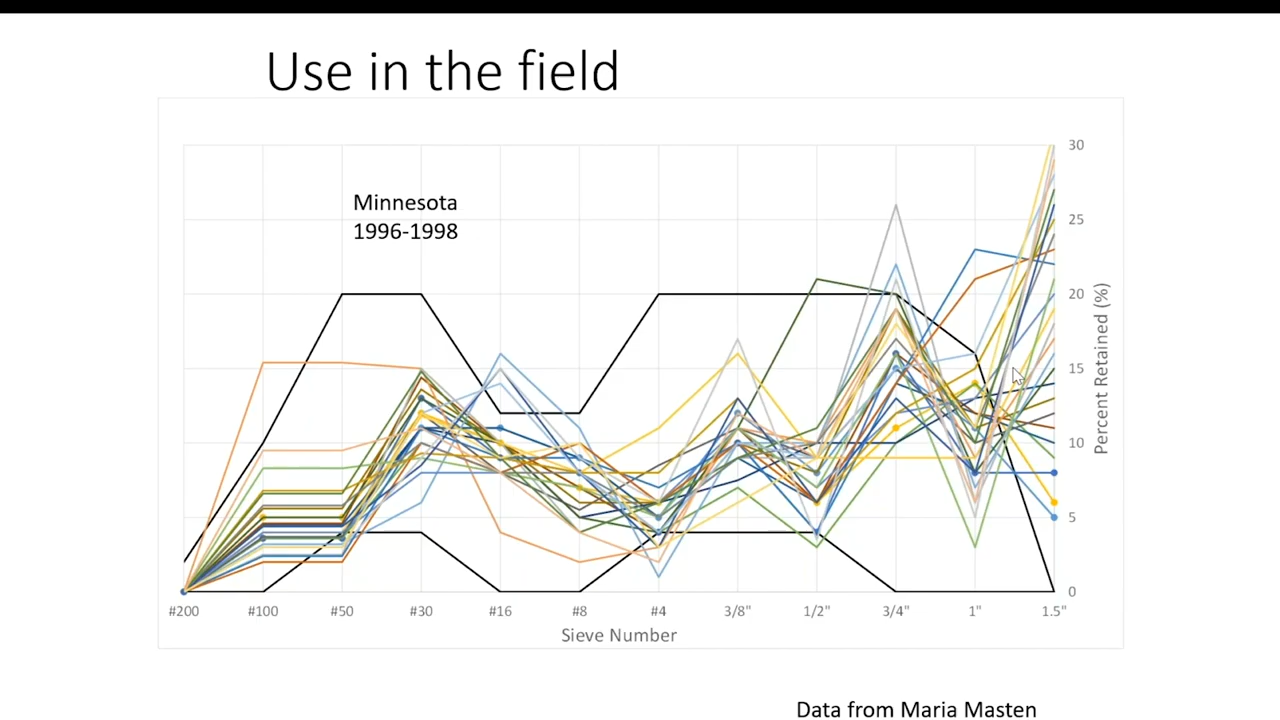 Use in the field
Minnesota
1996-1998
30
25
20
15
10
5
0
Percent Retained (%)
#200 #100 #50 #30 #16 #8 #4 3/8" 1/2" 3/4" 1" 1.5"
Sieve Number
Data from Maria Masten